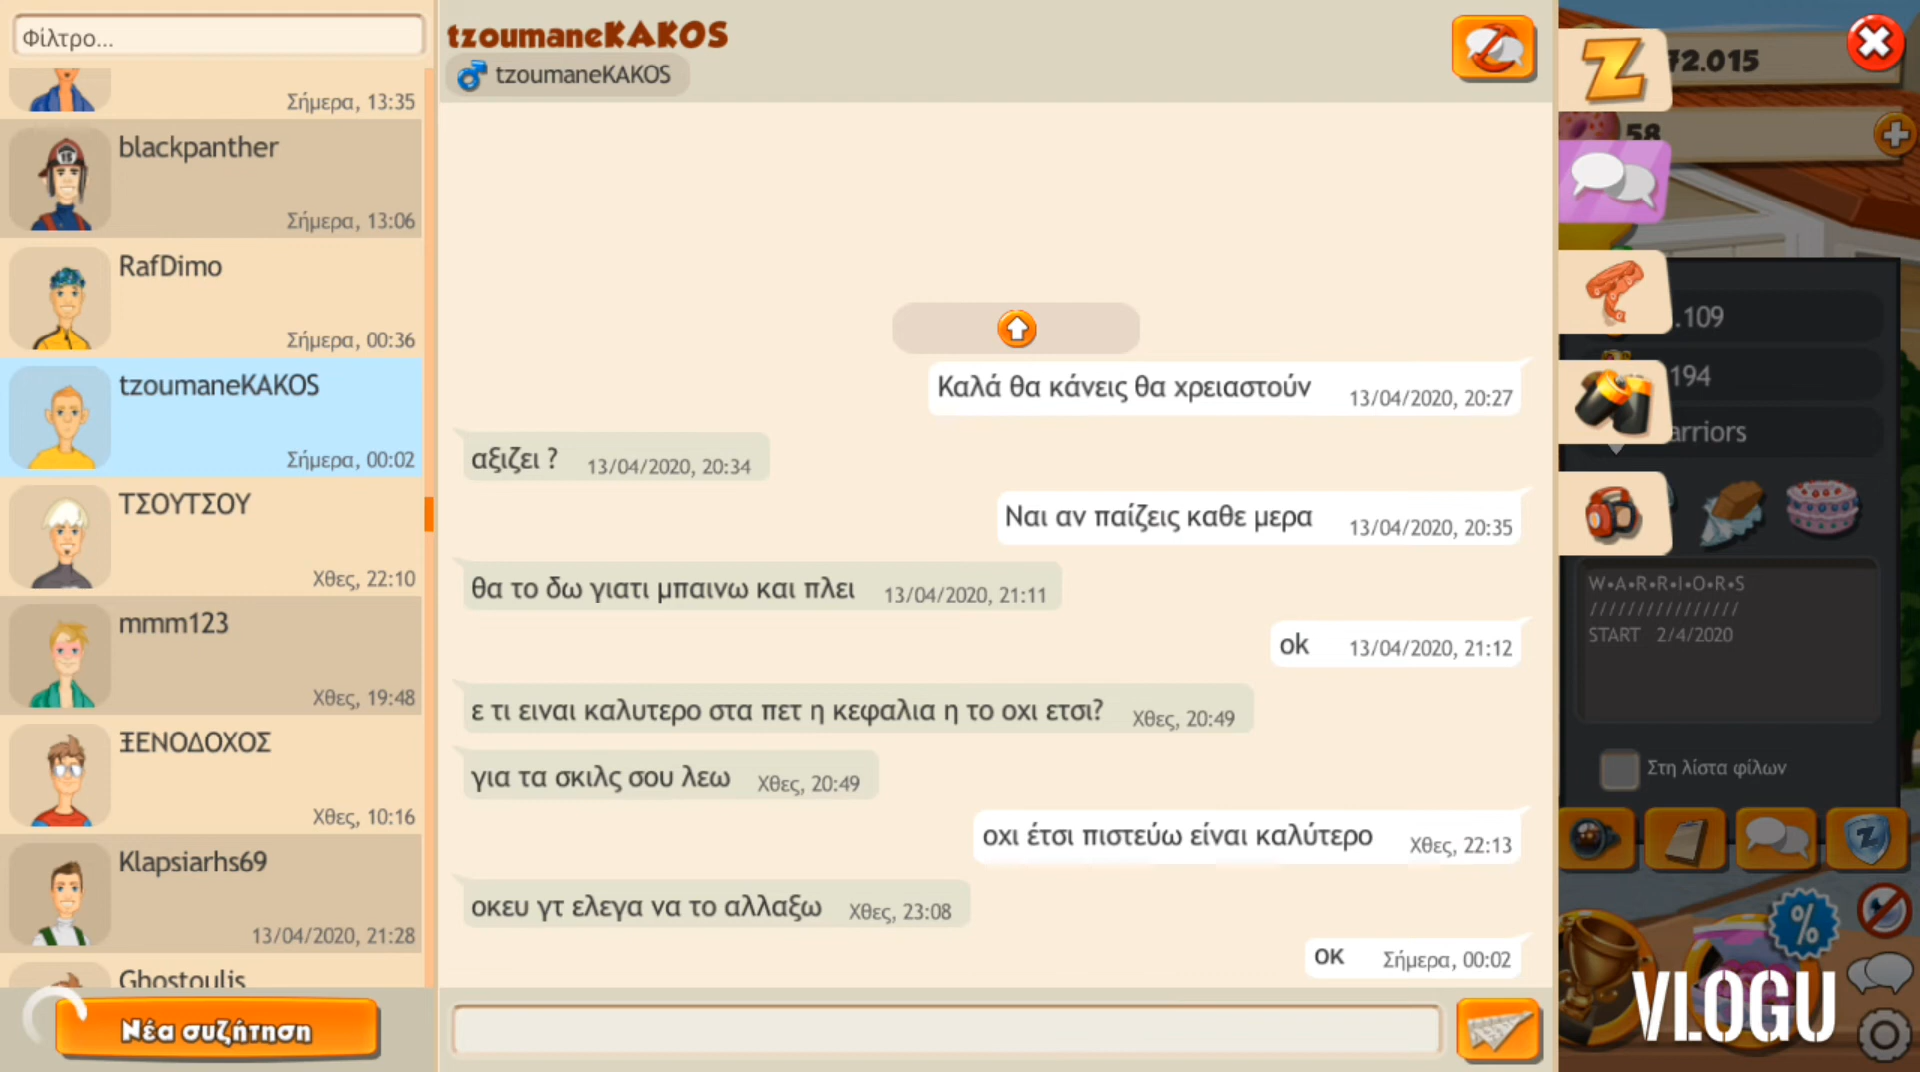 Φίλτρο...
Σήμερα, 13:35
blackpanther
Σήμερα, 13:06
RafDimo
Σήμερα, 00:36
tzoumaneKAKOS
Σήμερα, 00:02
ΤΣΟΥΤΣΟΥ
Χθες, 22:10
mmm123
Χθες, 19:48
ΞΕΝΟΔΟΧΟΣ
Χθες, 10:16
Klapsiarhs69
13/04/2020, 21:28
Ghostoulis
Νέα συζήτηση
tzoumaneKAKOS
tzoumaneKAKOS
Καλά θα κάνεις θα χρειαστούν 13/04/2020, 20:27
αξιζει ? 13/04/2020, 20:34
Ναι αν παίζεις καθε μερα 13/04/2020, 20:35
θα το δω γιατι μπαινω και πλει 13/04/2020, 21:11
ok 13/04/2020, 21:12
ε τι ειναι καλυτερο στα πετ η κεφαλια η το οχι ετσι? Χθες, 20:49
για τα σκιλς σου λεω Χθες, 20:49
οχι έτσι πιστεύω είναι καλύτερο Χθες, 22:13
οκευ γτ ελεγα να το αλλαξω Χθες, 23:08
ΟΚ Σήμερα, 00:02
72.015
58
.109
194
arriors
W•A•R•R•I•O•R•S
////////////////
START 2/4/2020
Στη λίστα φίλων
%
VLOGU